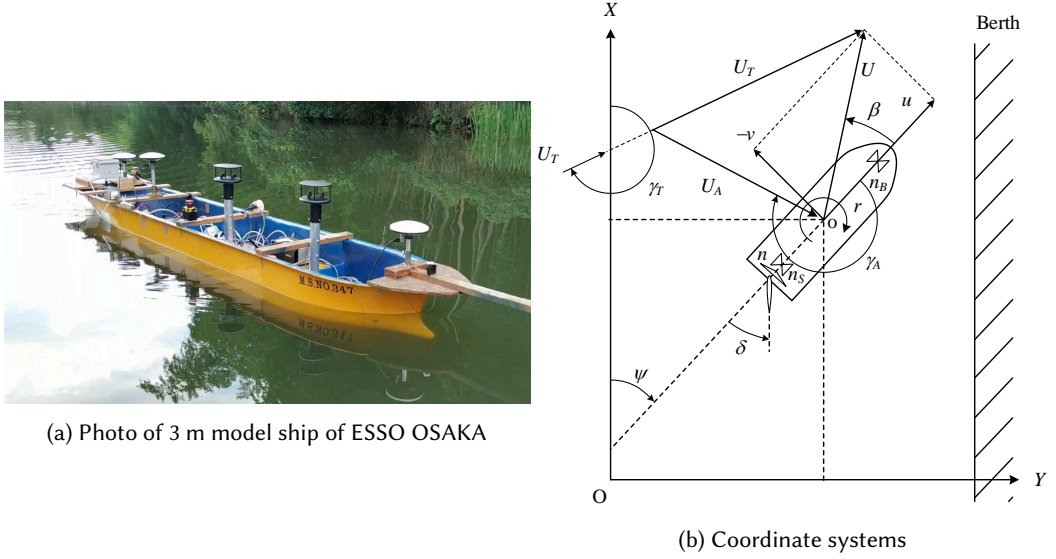 M.S.NO.347
(a) Photo of 3 m model ship of ESSO OSAKA
X
Berth
U_T
U
u
β
−v
U_T
γ_T
U_A
n_B
r
o
γ_A
n
n_S
δ
ψ
O
Y
(b) Coordinate systems